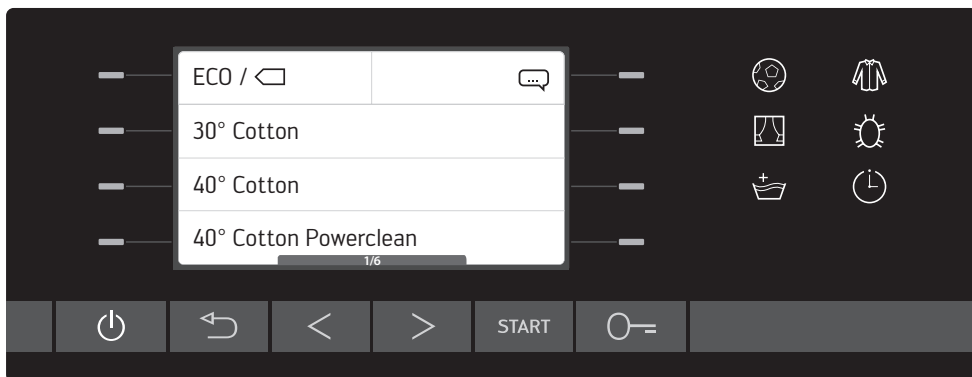 ECO /
...
30° Cotton
40° Cotton
40° Cotton Powerclean
1/6
START